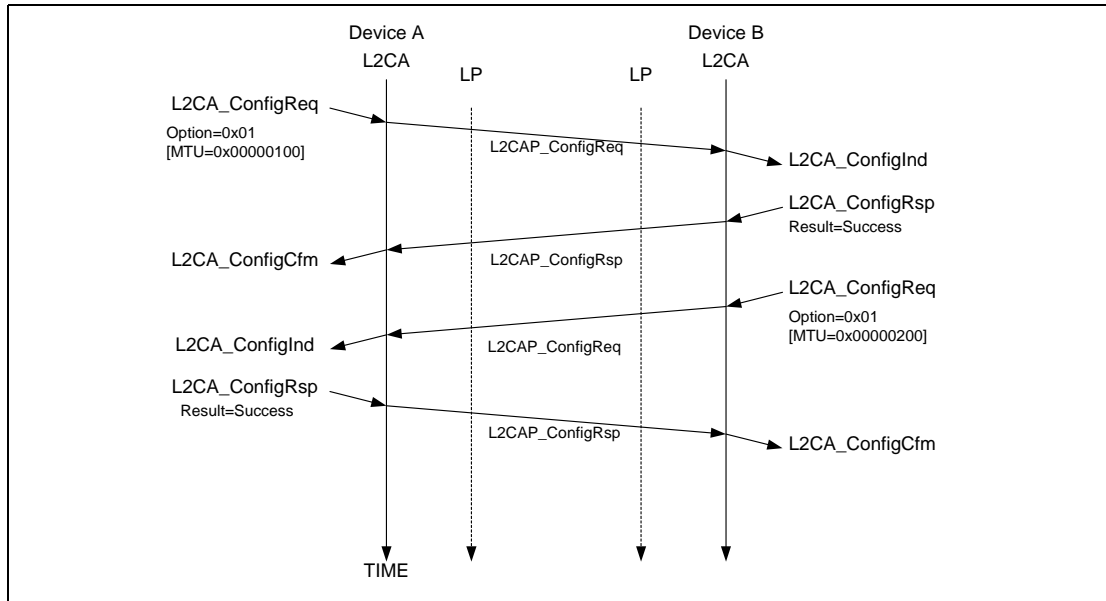 Device A
L2CA
LP
LP
Device B
L2CA
L2CA_ConfigReq
Option=0x01
[MTU=0x00000100]
L2CAP_ConfigReq
L2CA_ConfigInd
L2CA_ConfigRsp
Result=Success
L2CAP_ConfigRsp
L2CA_ConfigCfm
L2CA_ConfigReq
Option=0x01
[MTU=0x00000200]
L2CAP_ConfigReq
L2CA_ConfigInd
L2CA_ConfigRsp
Result=Success
L2CAP_ConfigRsp
L2CA_ConfigCfm
TIME